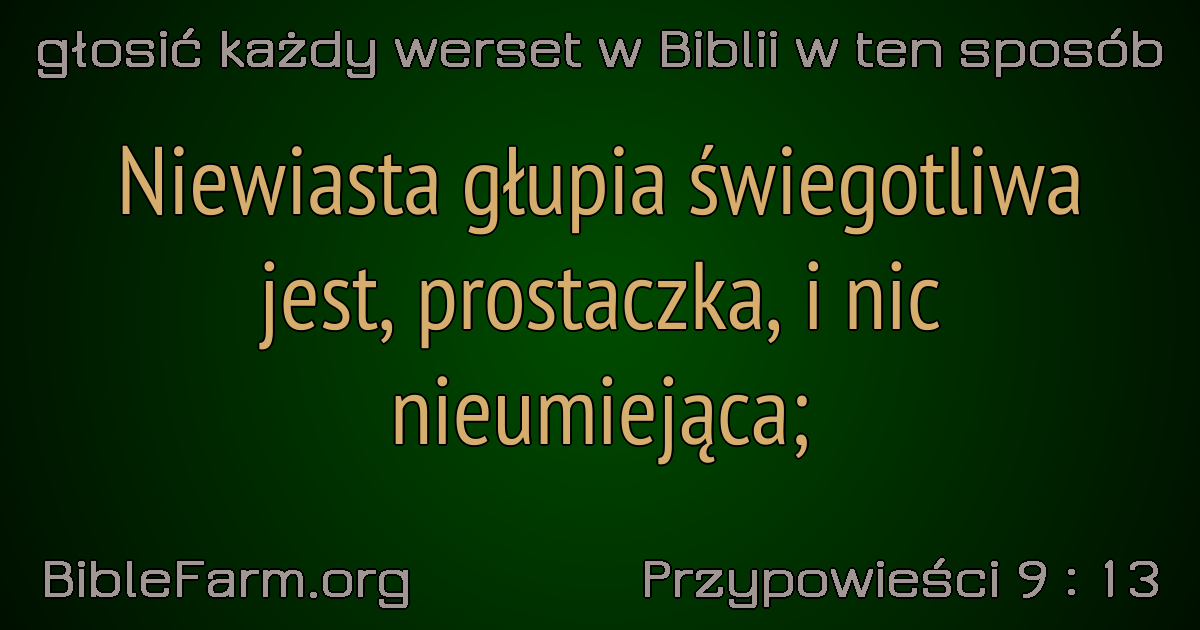 głosić każdy werset w Biblii w ten sposób
Niewiasta głupia świegotliwa
jest, prostaczka, i nic
nieumiejąca;
BibleFarm.org
Przypowieści 9 : 13